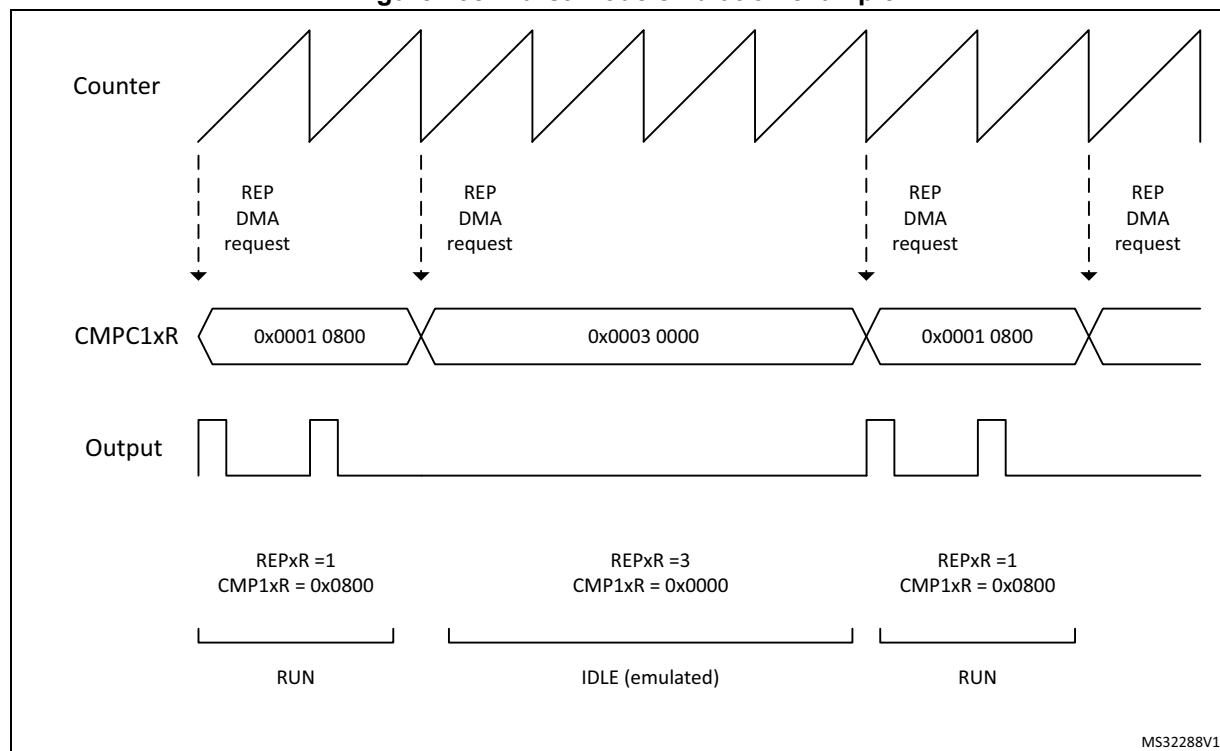 Counter
REP
DMA
request
REP
DMA
request
REP
DMA
request
REP
DMA
request
CMPC1xR
0x0001 0800
0x0003 0000
0x0001 0800
Output
REPxR =1
CMP1xR = 0x0800
REPxR =3
CMP1xR = 0x0000
REPxR =1
CMP1xR = 0x0800
RUN
IDLE (emulated)
RUN
MS32288V1